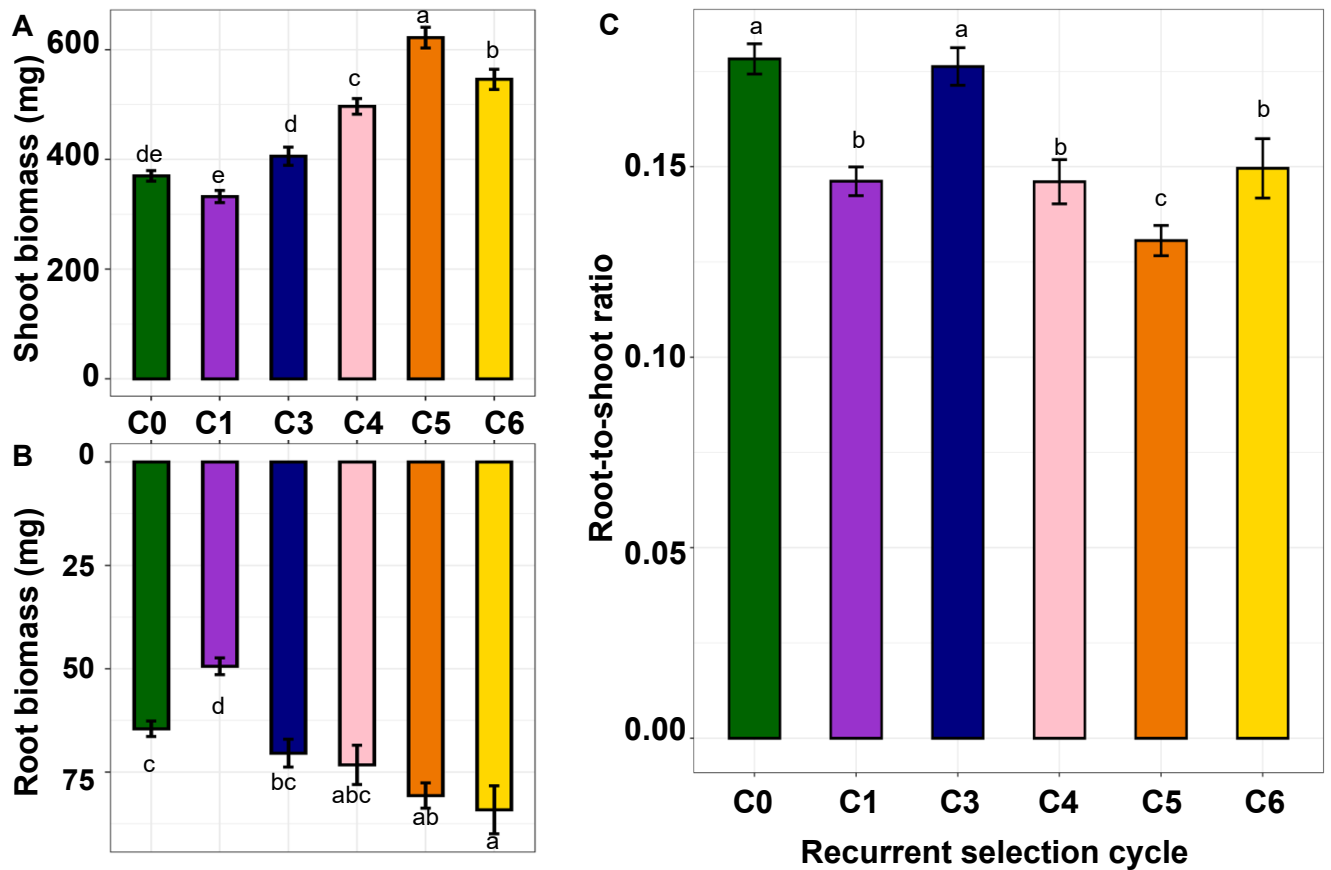 A
Shoot biomass (mg)
600
400
200
0
de
e
d
c
a
b
C0 C1 C3 C4 C5 C6
B
Root biomass (mg)
0
25
50
75
c
d
bc
abc
ab
a
C
Root-to-shoot ratio
0.15
0.10
0.05
0.00
a
b
a
b
c
b
C0 C1 C3 C4 C5 C6
Recurrent selection cycle